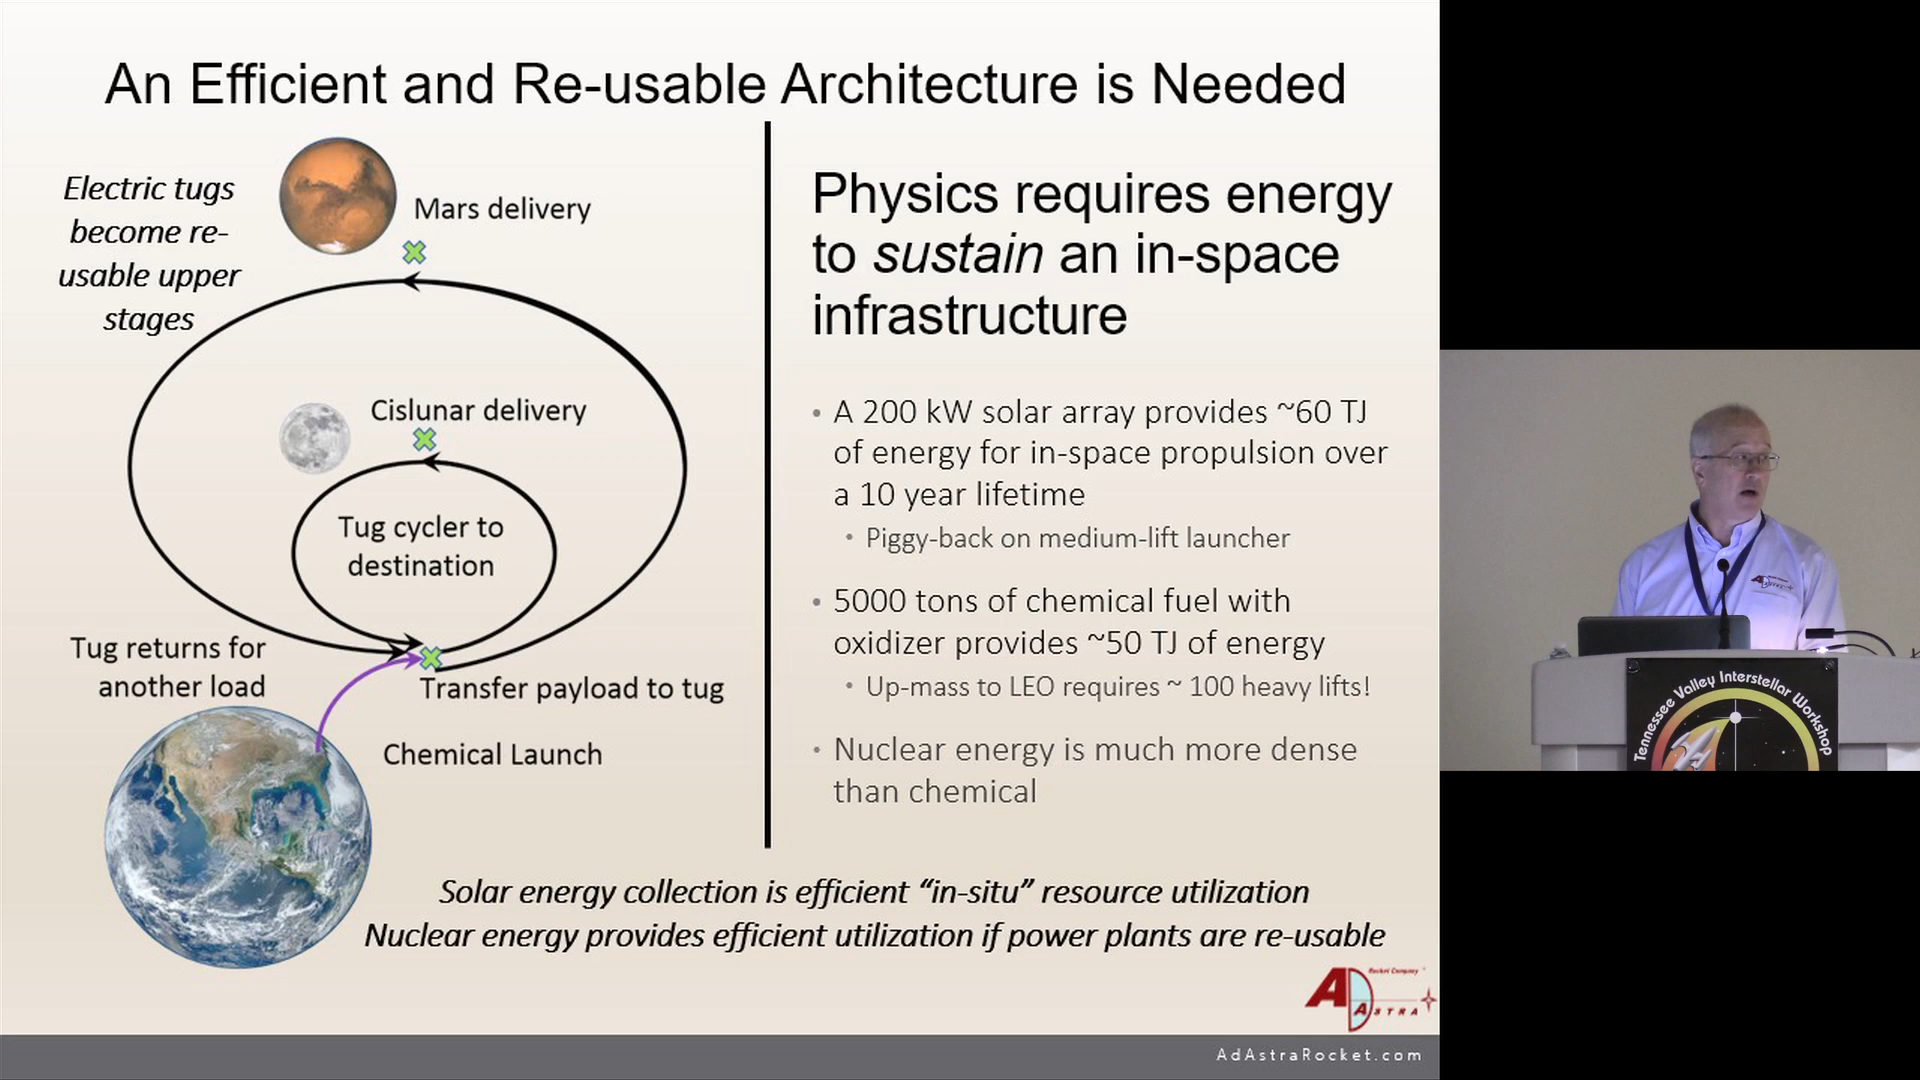 An Efficient and Re-usable Architecture is Needed
Electric tugs
become re-
usable upper
stages
Mars delivery
Cislunar delivery
Tug cycler to
destination
Tug returns for
another load
Transfer payload to tug
Chemical Launch
Physics requires energy
to sustain an in-space
infrastructure
• A 200 kW solar array provides ~60 TJ
of energy for in-space propulsion over
a 10 year lifetime
• Piggy-back on medium-lift launcher
• 5000 tons of chemical fuel with
oxidizer provides ~50 TJ of energy
• Up-mass to LEO requires ~ 100 heavy lifts!
• Nuclear energy is much more dense
than chemical
Solar energy collection is efficient “in-situ” resource utilization
Nuclear energy provides efficient utilization if power plants are re-usable
AD Rocket Company
ASTRA
AdAstraRocket.com
Tennessee Valley Interstellar Workshop